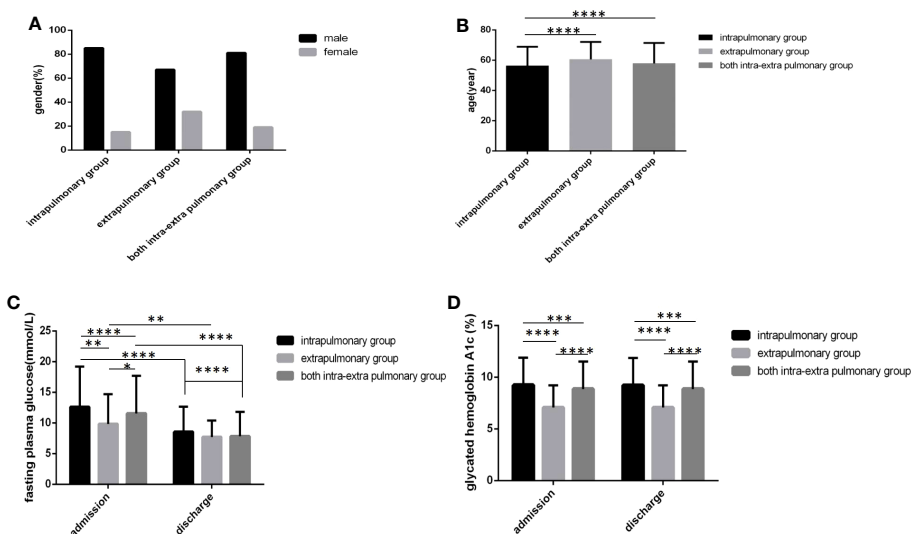 A
100
80
60
40
20
0
gender(%)
male
female
intrapulmonary group
extrapulmonary group
both intra-extra pulmonary group
B
80
60
40
20
0
age(year)
****
****
intrapulmonary group
extrapulmonary group
both intra-extra pulmonary group
intrapulmonary group
extrapulmonary group
both intra-extra pulmonary group
C
25
20
15
10
5
0
fasting plasma glucose(mmol/L)
**
****
****
**
****
****
*
intrapulmonary group
extrapulmonary group
both intra-extra pulmonary group
admission
discharge
D
15
10
5
0
glycated hemoglobin A1c (%)
***
***
****
****
****
****
intrapulmonary group
extrapulmonary group
both intra-extra pulmonary group
admission
discharge